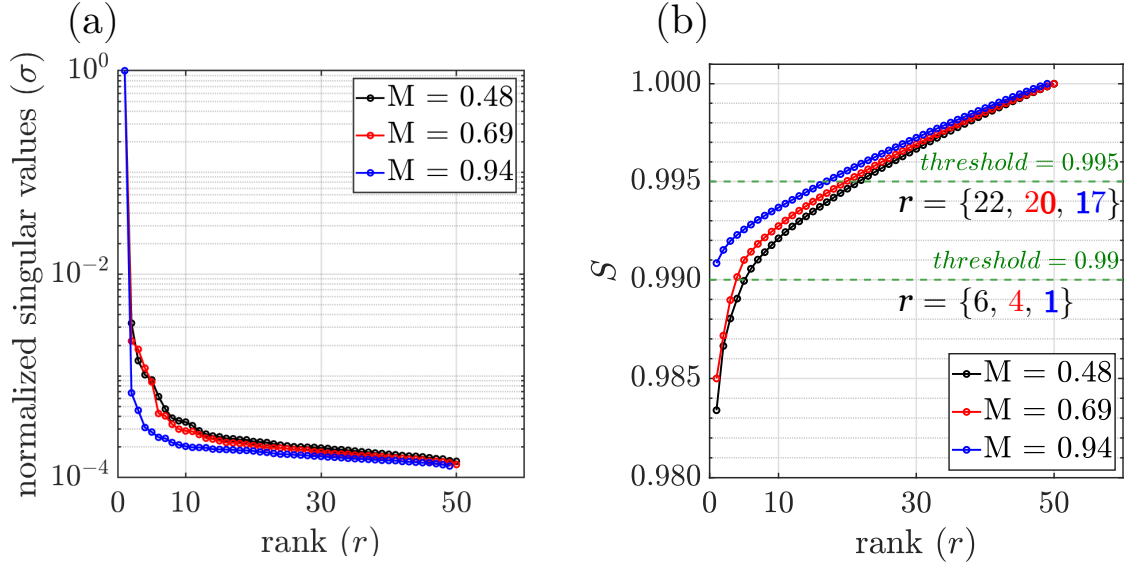 (a)
normalized singular values (σ)
10⁰
10⁻²
10⁻⁴
M = 0.48
M = 0.69
M = 0.94
0 10 30 50
rank (r)
(b)
S
1.000
0.995
0.990
0.985
0.980
threshold = 0.995
r = {22, 20, 17}
threshold = 0.99
r = {6, 4, 1}
M = 0.48
M = 0.69
M = 0.94
0 10 30 50
rank (r)